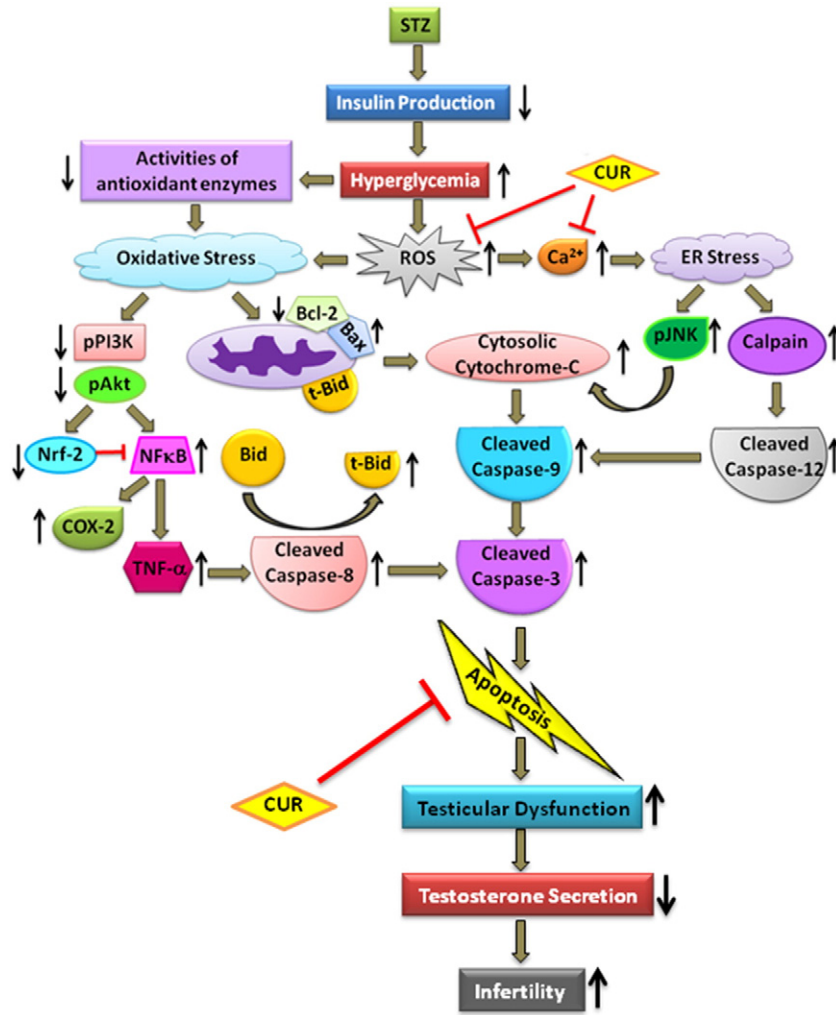 STZ
Insulin Production
Activities of
antioxidant enzymes
Hyperglycemia
CUR
Oxidative Stress
ROS
Ca²⁺
ER Stress
Bcl-2
Bax
t-Bid
pPI3K
pAkt
Cytosolic
Cytochrome-C
pJNK
Calpain
Nrf-2
NFκB
Bid
t-Bid
Cleaved
Caspase-9
Cleaved
Caspase-12
COX-2
TNF-α
Cleaved
Caspase-8
Cleaved
Caspase-3
Apoptosis
CUR
Testicular Dysfunction
Testosterone Secretion
Infertility